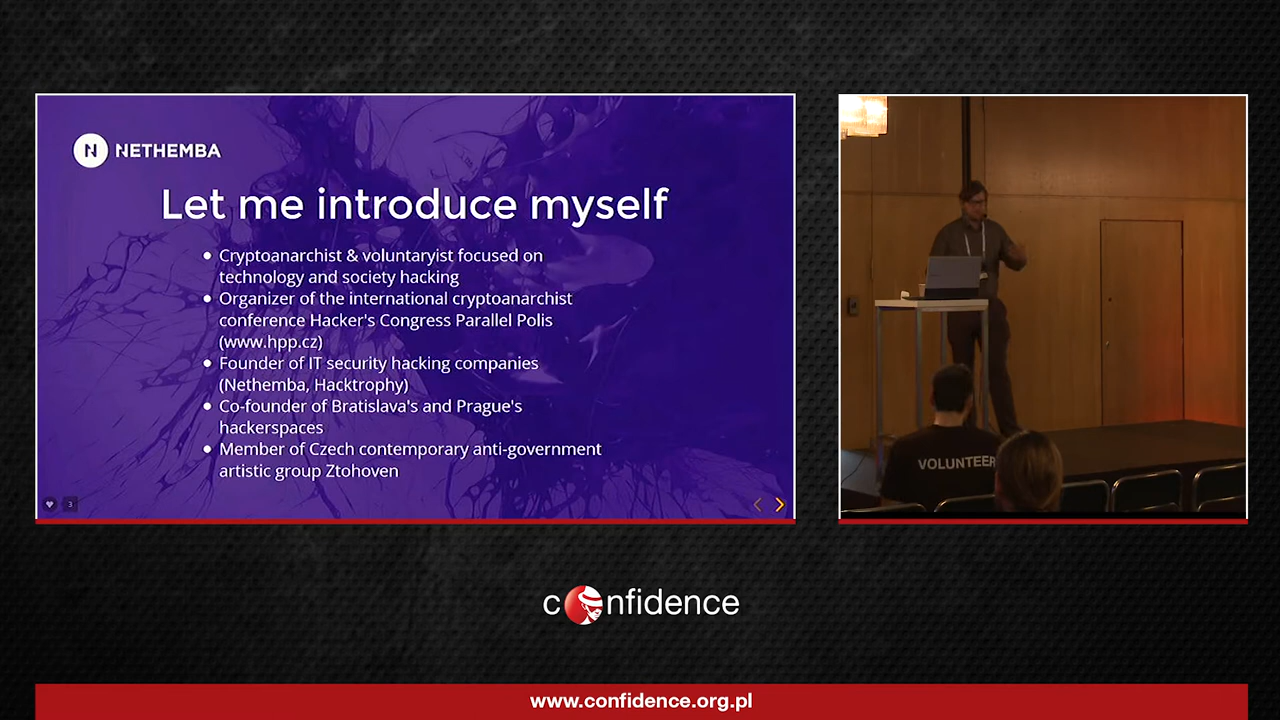 N NETHEMBA
Let me introduce myself
Cryptoanarchist & voluntaryist focused on
technology and society hacking
Organizer of the international cryptoanarchist
conference Hacker's Congress Parallel Polis
(www.hpp.cz)
Founder of IT security hacking companies
(Nethemba, Hacktrophy)
Co-founder of Bratislava's and Prague's
hackerspaces
Member of Czech contemporary anti-government
artistic group Ztohoven
3
VOLUNTEER
confidence
www.confidence.org.pl